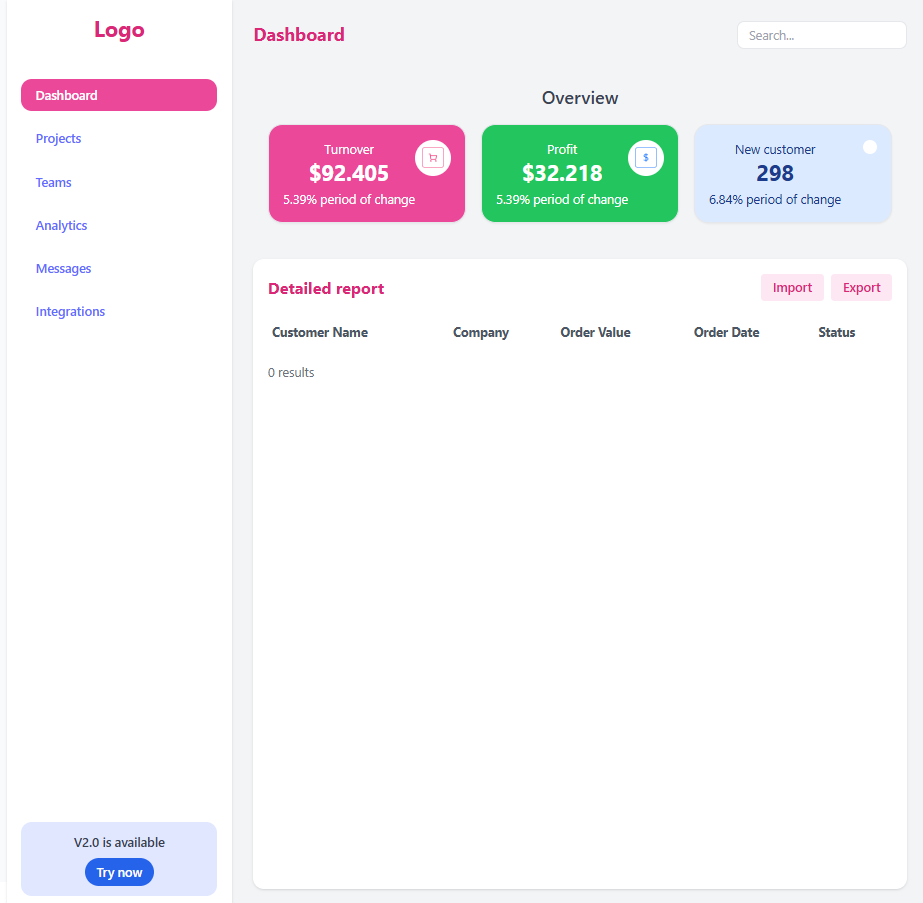 Logo
Dashboard
Projects
Teams
Analytics
Messages
Integrations
V2.0 is available
Try now
Dashboard
Search...
Overview
Turnover
$92.405
5.39% period of change
Profit
$32.218
5.39% period of change
$
New customer
298
6.84% period of change
Detailed report
Import
Export
Customer Name
Company
Order Value
Order Date
Status
0 results